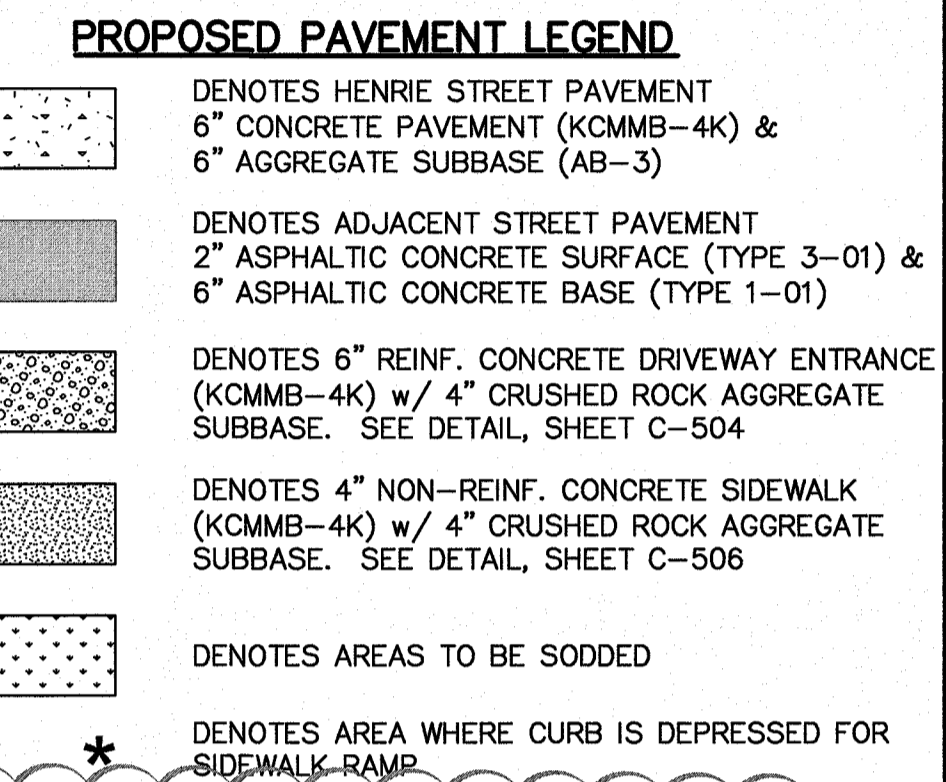 PROPOSED PAVEMENT LEGEND
DENOTES HENRIE STREET PAVEMENT
6" CONCRETE PAVEMENT (KCMMB-4K) &
6" AGGREGATE SUBBASE (AB-3)
DENOTES ADJACENT STREET PAVEMENT
2" ASPHALTIC CONCRETE SURFACE (TYPE 3-01) &
6" ASPHALTIC CONCRETE BASE (TYPE 1-01)
DENOTES 6" REINF. CONCRETE DRIVEWAY ENTRANCE
(KCMMB-4K) w/ 4" CRUSHED ROCK AGGREGATE
SUBBASE. SEE DETAIL, SHEET C-504
DENOTES 4" NON-REINF. CONCRETE SIDEWALK
(KCMMB-4K) w/ 4" CRUSHED ROCK AGGREGATE
SUBBASE. SEE DETAIL, SHEET C-506
DENOTES AREAS TO BE SODDED
* DENOTES AREA WHERE CURB IS DEPRESSED FOR
SIDEWALK RAMP